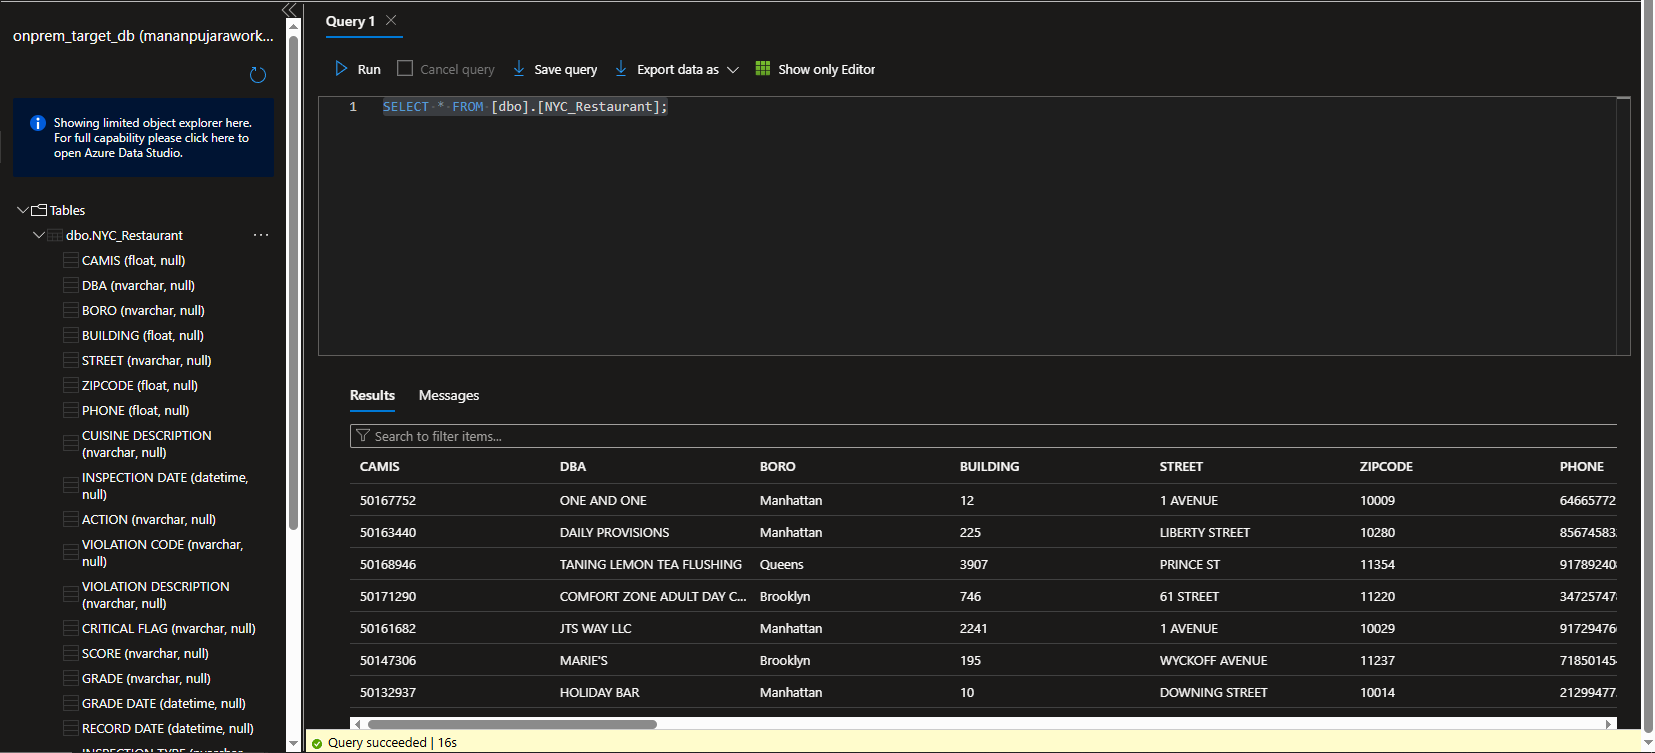 onprem_target_db (mananpujarawork...
Showing limited object explorer here.
For full capability please click here to
open Azure Data Studio.
Tables
dbo.NYC_Restaurant
...
CAMIS (float, null)
DBA (nvarchar, null)
BORO (nvarchar, null)
BUILDING (float, null)
STREET (nvarchar, null)
ZIPCODE (float, null)
PHONE (float, null)
CUISINE DESCRIPTION
(nvarchar, null)
INSPECTION DATE (datetime,
null)
ACTION (nvarchar, null)
VIOLATION CODE (nvarchar,
null)
VIOLATION DESCRIPTION
(nvarchar, null)
CRITICAL FLAG (nvarchar, null)
SCORE (nvarchar, null)
GRADE (nvarchar, null)
GRADE DATE (datetime, null)
RECORD DATE (datetime, null)
INSPECTION TYPE (nvarchar,
Query 1
Run Cancel query Save query Export data as Show only Editor
1 SELECT * FROM [dbo].[NYC_Restaurant];
Results Messages
Search to filter items...
CAMIS DBA BORO BUILDING STREET ZIPCODE PHONE
50167752 ONE AND ONE Manhattan 12 1 AVENUE 10009 64665772
50163440 DAILY PROVISIONS Manhattan 225 LIBERTY STREET 10280 85674583
50168946 TANING LEMON TEA FLUSHING Queens 3907 PRINCE ST 11354 91789240
50171290 COMFORT ZONE ADULT DAY C... Brooklyn 746 61 STREET 11220 34725747
50161682 JTS WAY LLC Manhattan 2241 1 AVENUE 10029 91729476
50147306 MARIE'S Brooklyn 195 WYCKOFF AVENUE 11237 71850145
50132937 HOLIDAY BAR Manhattan 10 DOWNING STREET 10014 21299477
Query succeeded | 16s